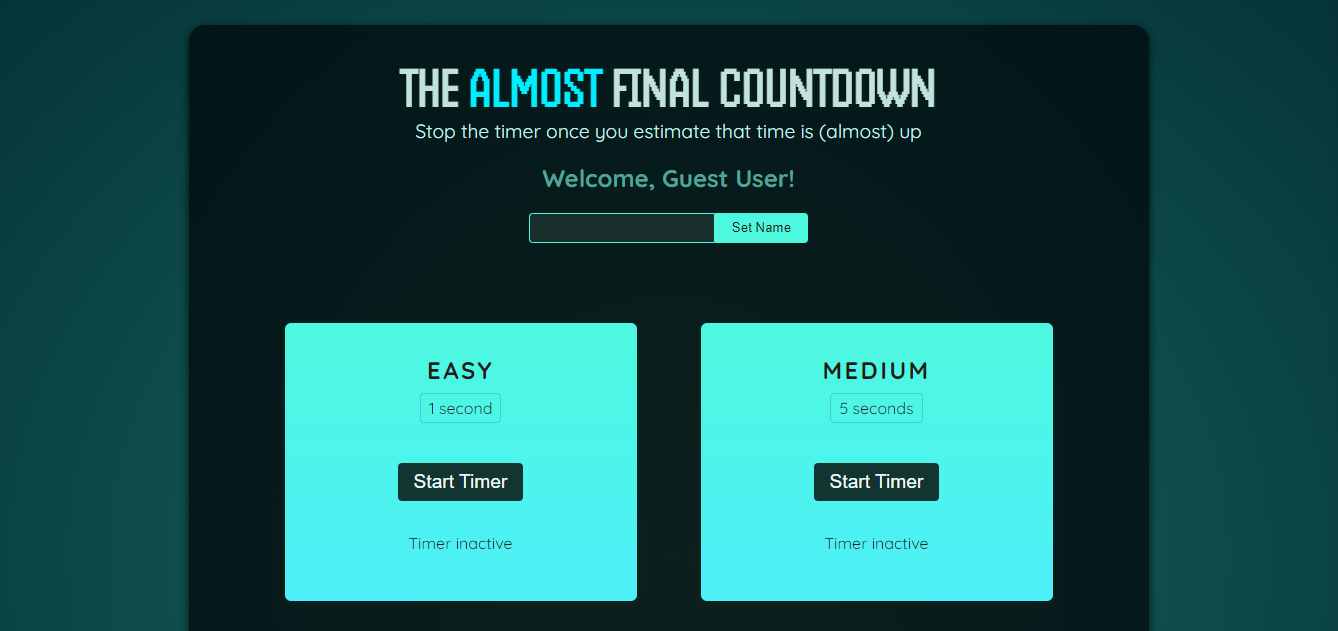 THE ALMOST FINAL COUNTDOWN
Stop the timer once you estimate that time is (almost) up
Welcome, Guest User!
Set Name
EASY
1 second
Start Timer
Timer inactive
MEDIUM
5 seconds
Start Timer
Timer inactive